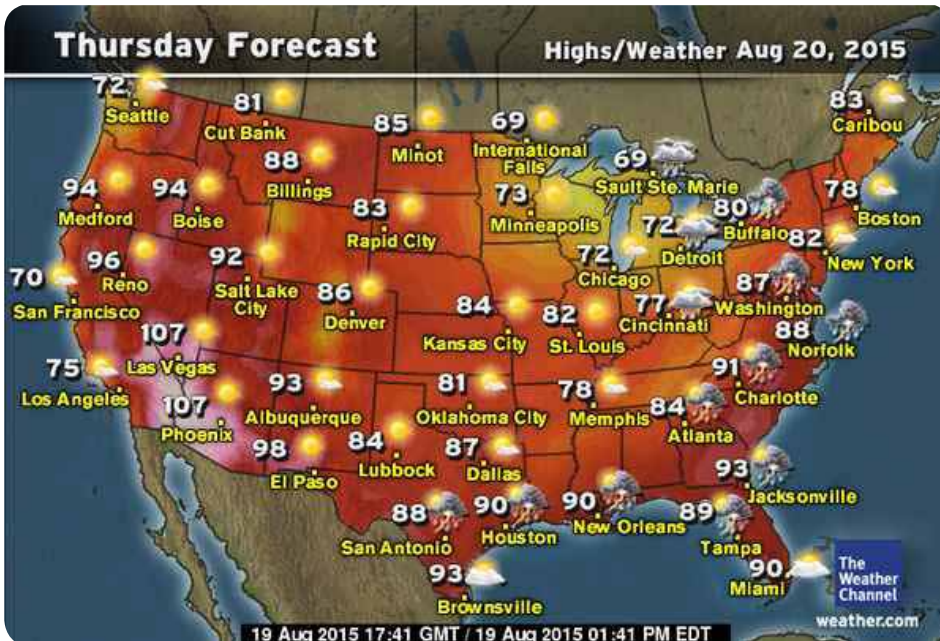 Thursday Forecast
Highs/Weather Aug 20, 2015
72
Seattle
81
Cut Bank
85
Minot
69
International
Falls
69
Sault Ste. Marie
83
Caribou
88
Billings
94
Medford
94
Boise
83
Rapid City
73
Minneapolis
72
Detroit
80
Buffalo
78
Boston
82
New York
70
San Francisco
96
Reno
92
Salt Lake
City
86
Denver
84
Kansas City
82
St. Louis
72
Chicago
77
Cincinnati
87
Washington
88
Norfolk
107
Las Vegas
75
Los Angeles
107
Phoenix
93
Albuquerque
81
Oklahoma City
78
Memphis
91
Charlotte
84
Atlanta
98
El Paso
84
Lubbock
87
Dallas
93
Jacksonville
88
San Antonio
90
Houston
90
New Orleans
89
Tampa
93
Brownsville
90
Miami
The
Weather
Channel
weather.com
19 Aug 2015 17:41 GMT / 19 Aug 2015 01:41 PM EDT